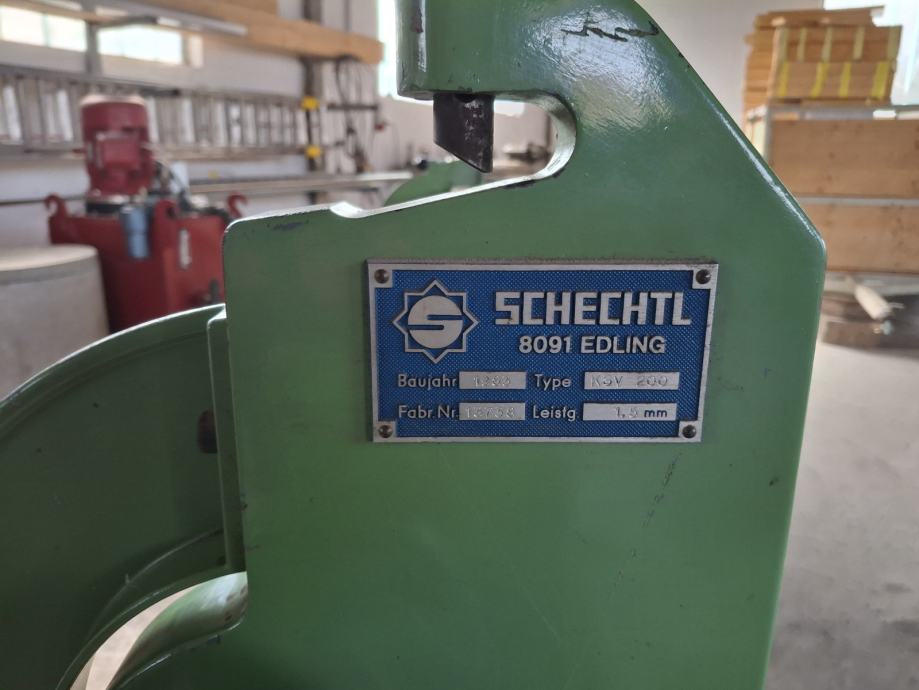 SCHECHTL
8091 EDLING
Baujahr Type KSV 200
Fabr. Nr. Leistg. 1,5 mm